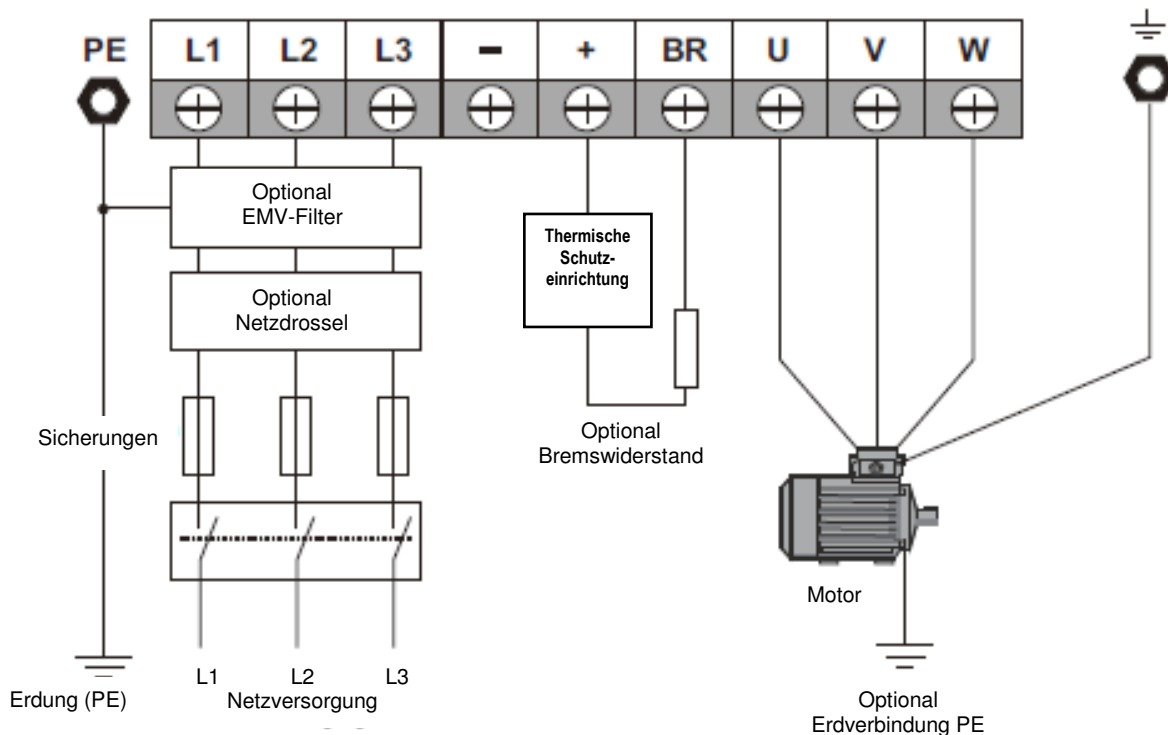 PE L1 L2 L3 - + BR U V W
Optional
EMV-Filter
Thermische
Schutz-
einrichtung
Optional
Netzdrossel
Sicherungen
Optional
Bremswiderstand
Motor
L1 L2 L3
Erdung (PE) Netzversorgung
Optional
Erdverbindung PE